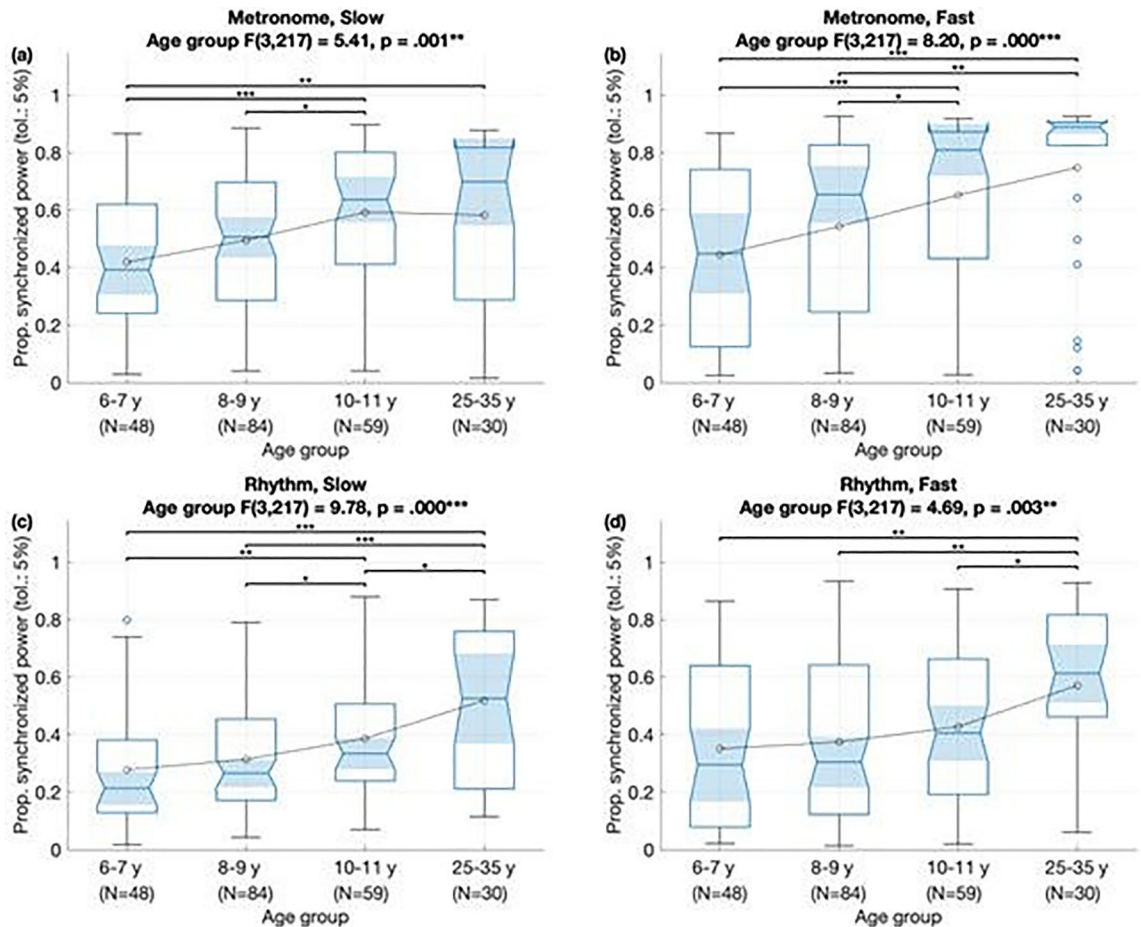 Metronome, Slow
(a) Age group F(3,217) = 5.41, p = .001**
**
***
*
Prop. synchronized power (tol.: 5%)
1
0.8
0.6
0.4
0.2
0
6-7 y 8-9 y 10-11 y 25-35 y
(N=48) (N=84) (N=59) (N=30)
Age group
Metronome, Fast
(b) Age group F(3,217) = 8.20, p = .000***
***
**
***
*
Prop. synchronized power (tol.: 5%)
1
0.8
0.6
0.4
0.2
0
6-7 y 8-9 y 10-11 y 25-35 y
(N=48) (N=84) (N=59) (N=30)
Age group
Rhythm, Slow
(c) Age group F(3,217) = 9.78, p = .000***
***
***
**
*
*
Prop. synchronized power (tol.: 5%)
1
0.8
0.6
0.4
0.2
0
6-7 y 8-9 y 10-11 y 25-35 y
(N=48) (N=84) (N=59) (N=30)
Age group
Rhythm, Fast
(d) Age group F(3,217) = 4.69, p = .003**
**
**
*
Prop. synchronized power (tol.: 5%)
1
0.8
0.6
0.4
0.2
0
6-7 y 8-9 y 10-11 y 25-35 y
(N=48) (N=84) (N=59) (N=30)
Age group